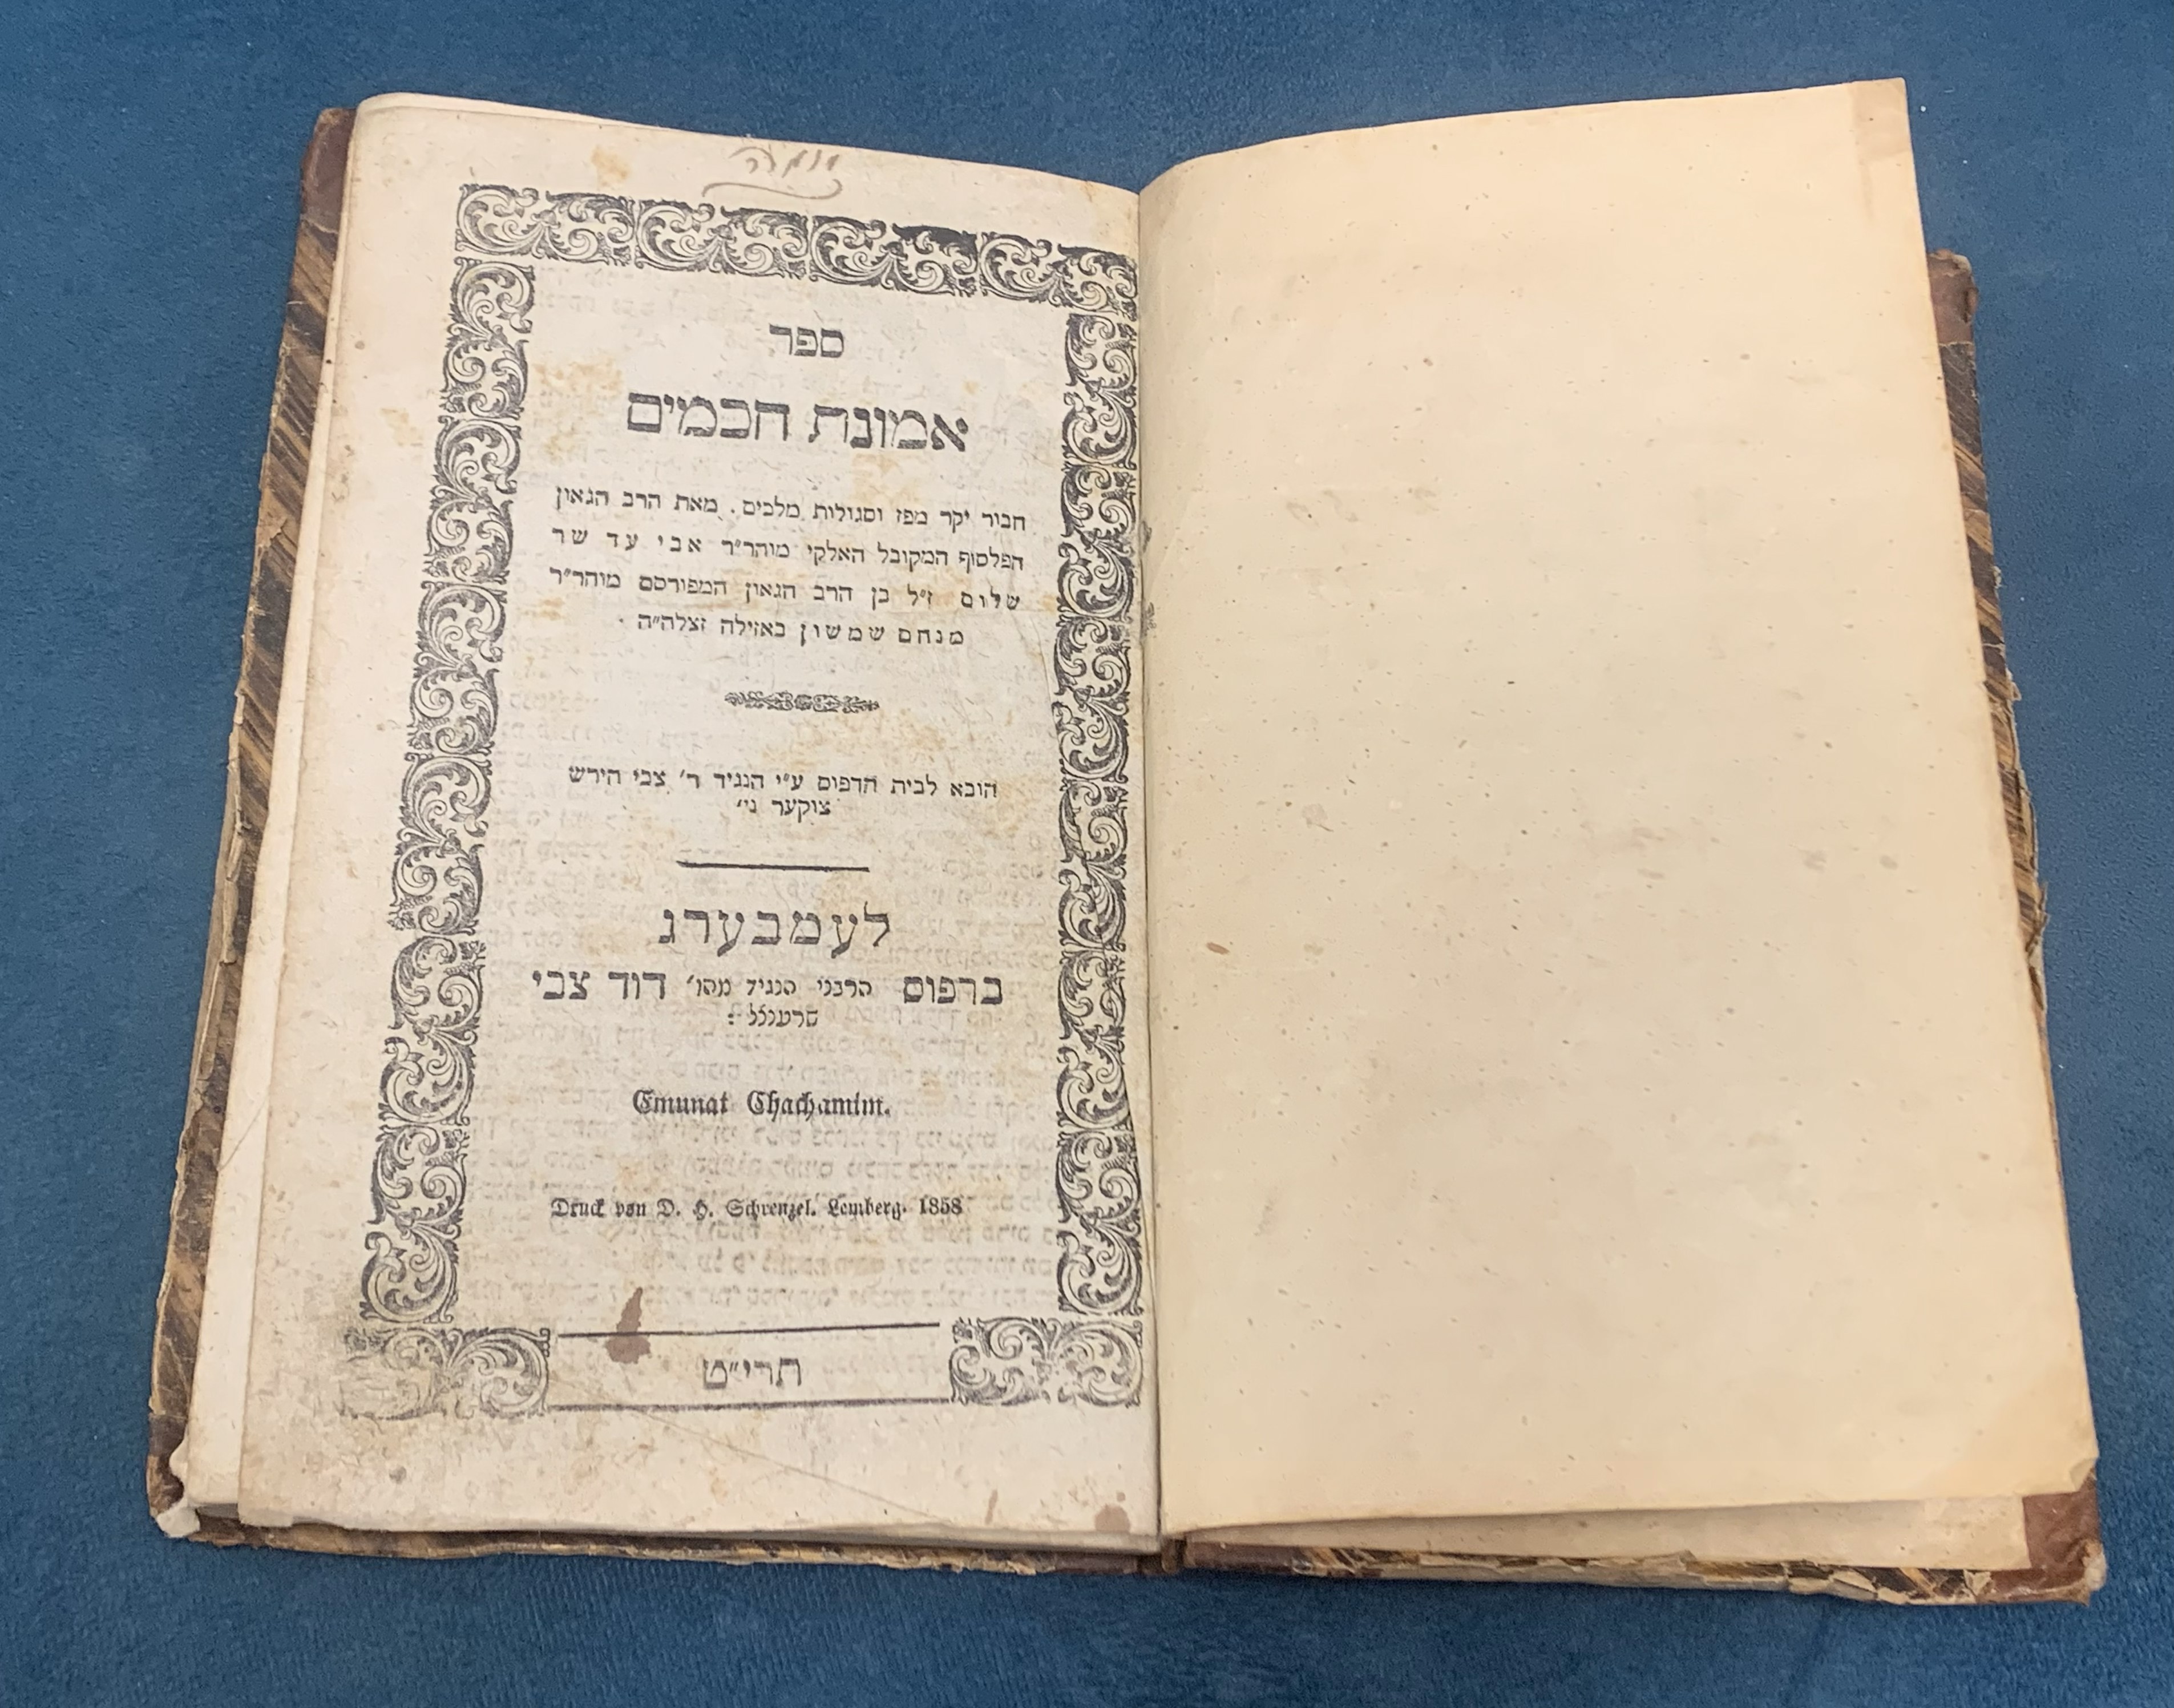 ספר
אמונת חכמים
חבור יקר מפז וסגולות מלכים. מאת הרב הגאון
הפלסוף המקובל האלקי מוהר״ר אבי עד שר
שלום ז״ל בן הרב הגאון המפורסם מוהר״ר
מנחם שמשון באזילה זצלה״ה ·
הובא לבית הדפוס ע״י הנגיד ר׳ צבי הירש
צוקער ני׳
לעמבערג
בדפוס הרבני הנגיד מהו׳ דוד צבי
שרענצל :
Emunat Chachamim.
Druck von D. H. Schrenzel. Lemberg. 1858
תרי״ט